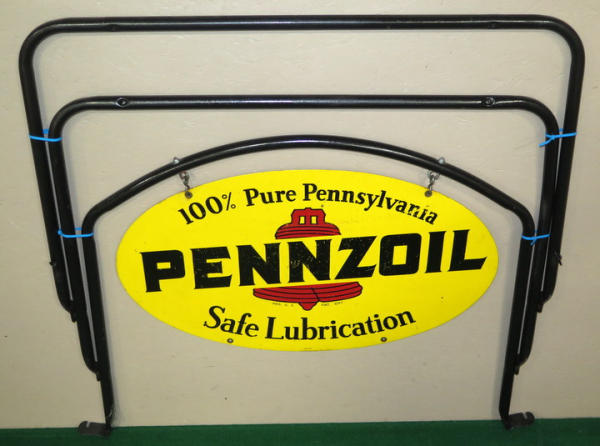 100% Pure Pennsylvania
PENNZOIL
Safe Lubrication